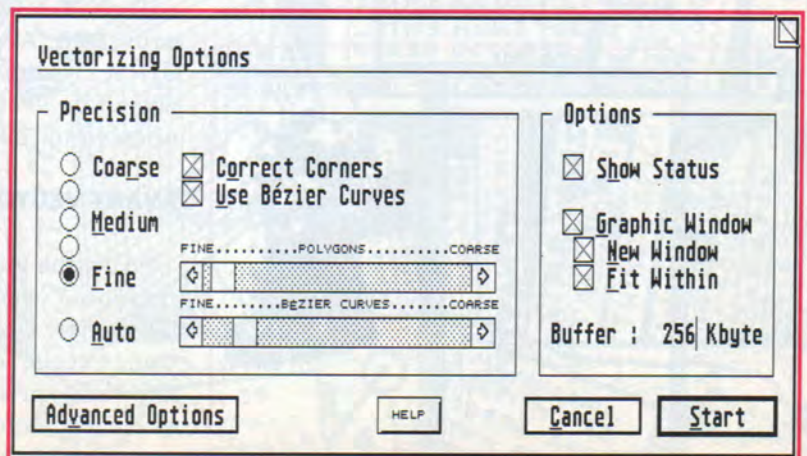 Vectorizing Options
Precision
Coarse
Medium
Fine
Auto
Correct Corners
Use Bézier Curves
FINE..........POLYGONS..........COARSE
FINE.........BéZIER CURVES.......COARSE
Options
Show Status
Graphic Window
New Window
Fit Within
Buffer : 256 Kbyte
Advanced Options
HELP
Cancel
Start